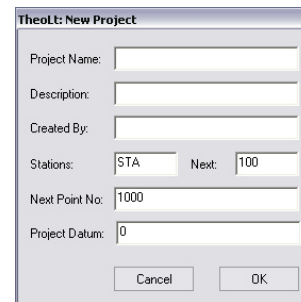 TheoLt: New Project
Project Name:
Description:
Created By:
Stations: STA Next: 100
Next Point No: 1000
Project Datum: 0
Cancel OK